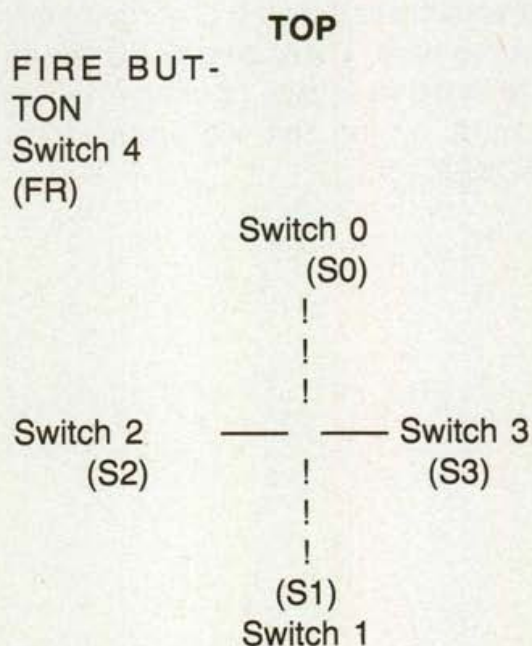 TOP
FIRE BUT-
TON
Switch 4
(FR)
Switch 0
(S0)
!
!
!
Switch 2 —— —— Switch 3
(S2) ! (S3)
!
!
(S1)
Switch 1